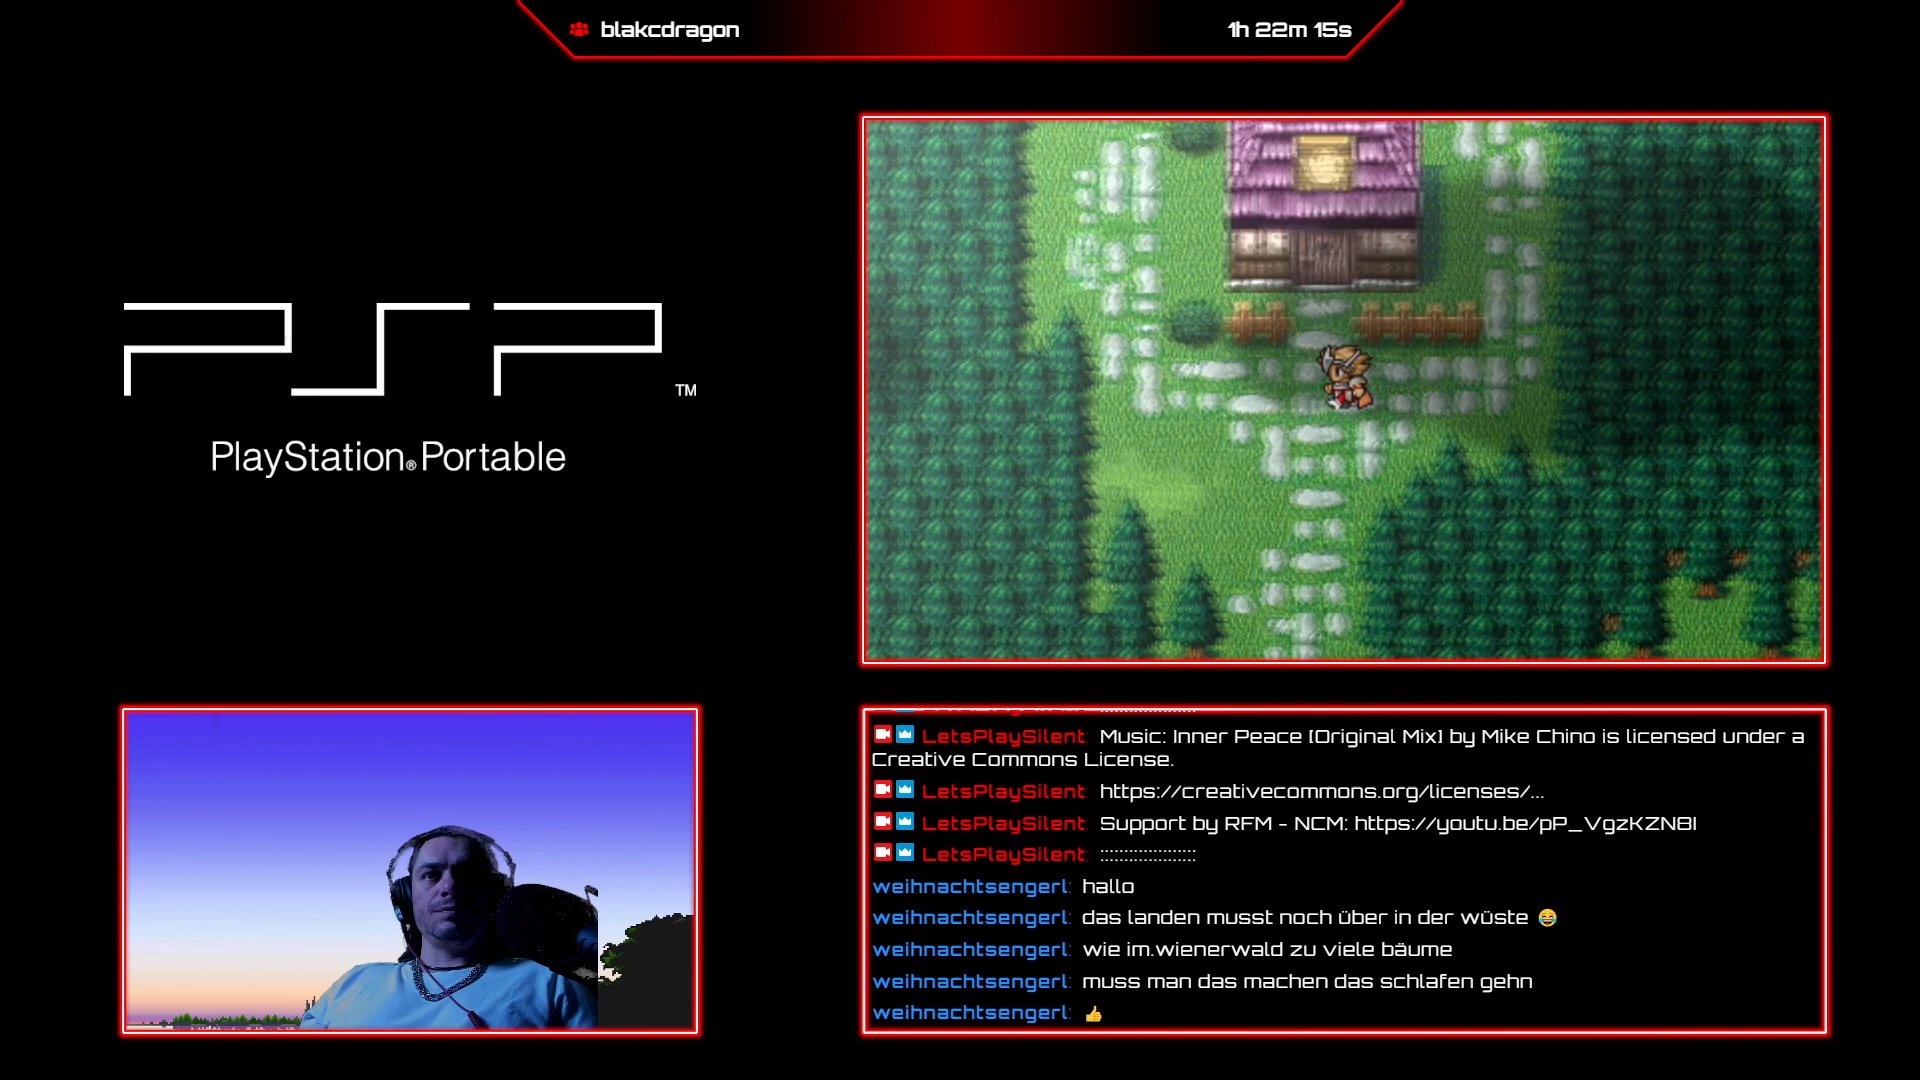 blakcdragon
1h 22m 15s
PSP
TM
PlayStation®Portable
LetsPlaySilent: Music: Inner Peace [Original Mix] by Mike Chino is licensed under a
Creative Commons License.
LetsPlaySilent: https://creativecommons.org/licenses/...
LetsPlaySilent: Support by RFM - NCM: https://youtu.be/pP_VgzKZN8I
LetsPlaySilent: ::::::::::::::::::::
weihnachtsengerl: hallo
weihnachtsengerl: das landen musst noch über in der wüste 😂
weihnachtsengerl: wie im.wienerwald zu viele bäume
weihnachtsengerl: muss man das machen das schlafen gehn
weihnachtsengerl: 👍